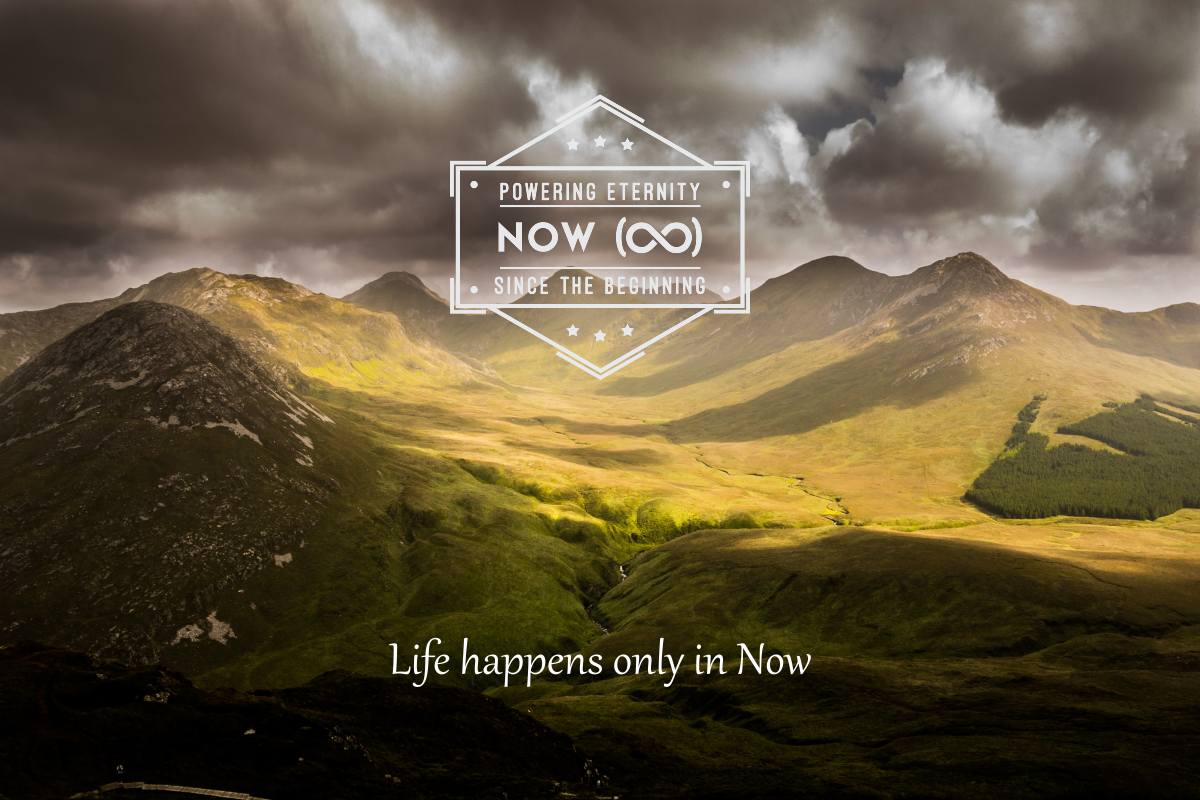 POWERING ETERNITY
NOW (∞)
SINCE THE BEGINNING
Life happens only in Now